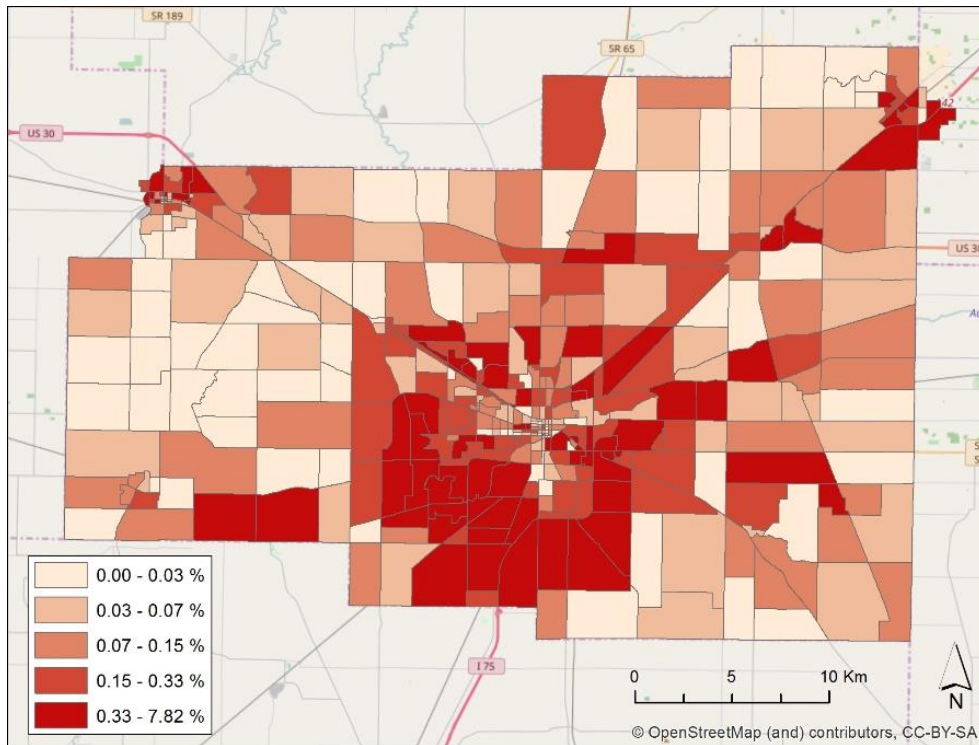 SR 189
SR 65
42
US 30
US 30
0.00 - 0.03 %
0.03 - 0.07 %
0.07 - 0.15 %
0.15 - 0.33 %
0.33 - 7.82 %
I 75
0 5 10 Km
N
© OpenStreetMap (and) contributors, CC-BY-SA